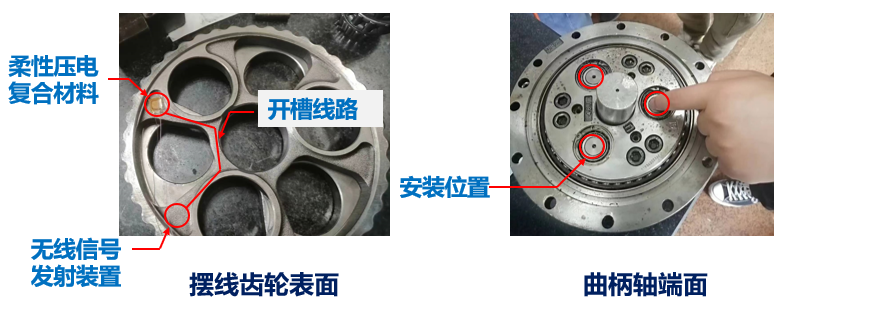 柔性压电
复合材料
开槽线路
安装位置
无线信号
发射装置
摆线齿轮表面
曲柄轴端面